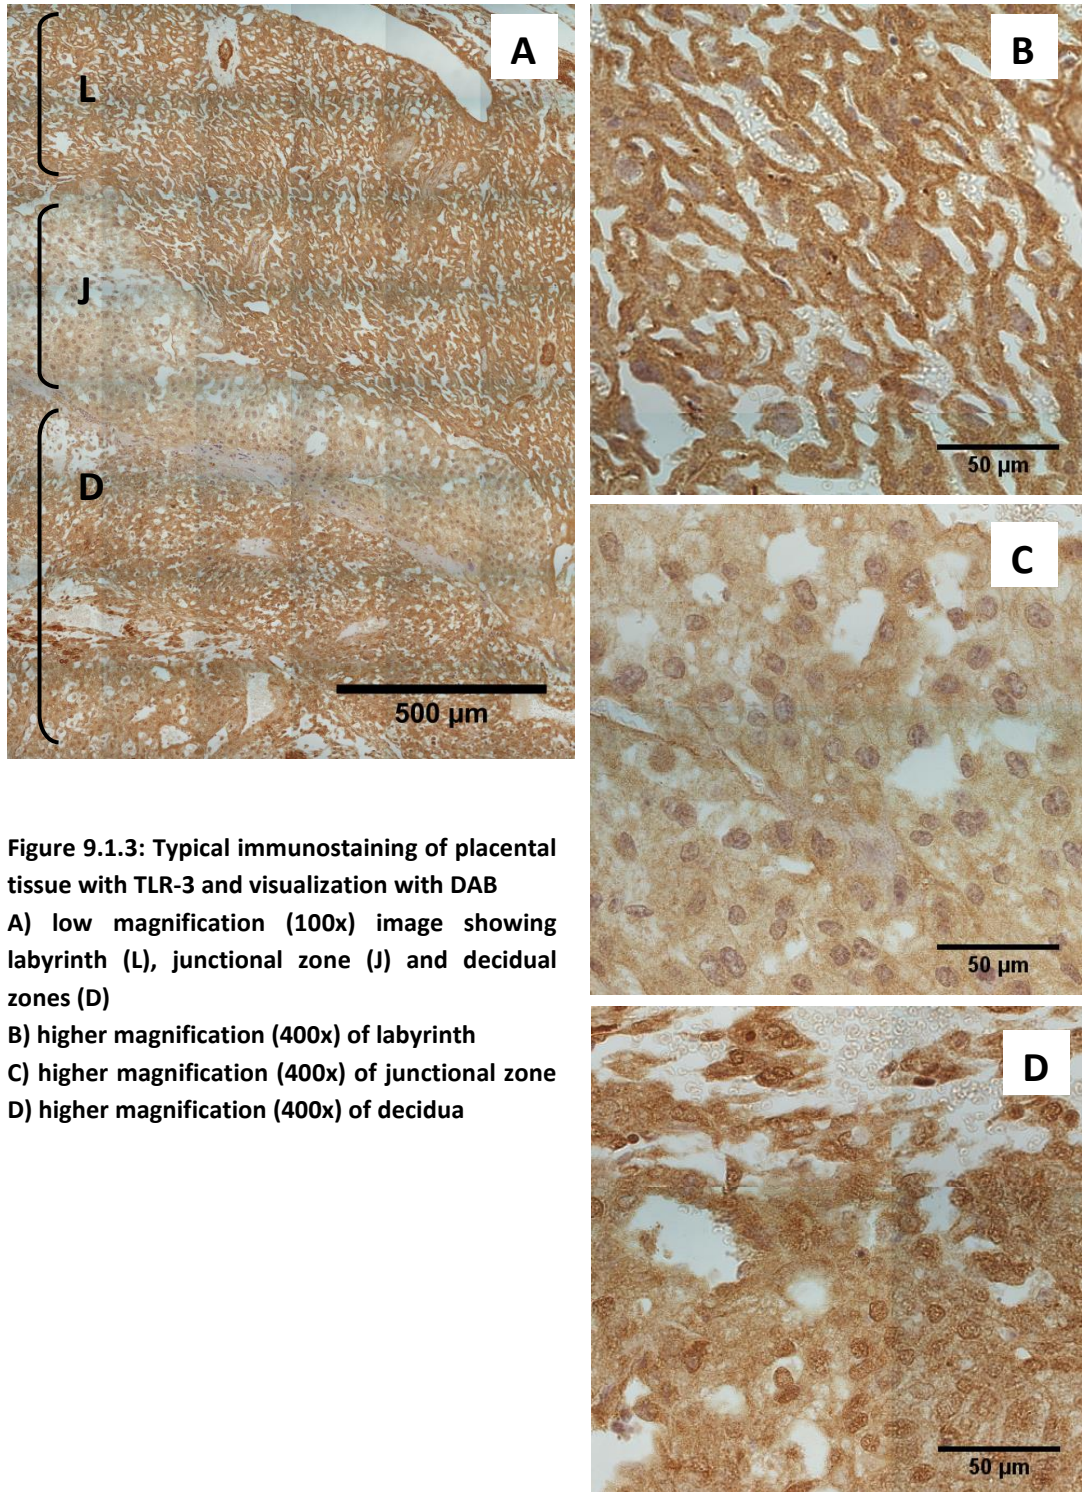 A
L
J
D
500 µm
B
50 µm
C
50 µm
D
50 µm
Figure 9.1.3: Typical immunostaining of placental
tissue with TLR-3 and visualization with DAB
A) low magnification (100x) image showing
labyrinth (L), junctional zone (J) and decidual
zones (D)
B) higher magnification (400x) of labyrinth
C) higher magnification (400x) of junctional zone
D) higher magnification (400x) of decidua